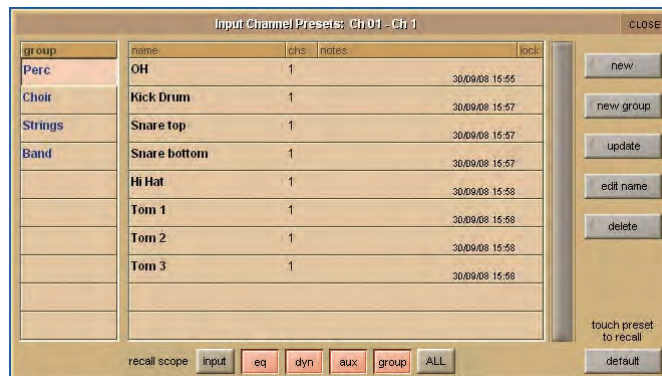 Input Channel Presets: Ch 01 - Ch 1
CLOSE
group
name chs notes lock
Perc
Choir
Strings
Band
OH 1 30/09/08 15:55
Kick Drum 1 30/09/08 15:57
Snare top 1 30/09/08 15:57
Snare bottom 1 30/09/08 15:57
Hi Hat 1 30/09/08 15:58
Tom 1 1 30/09/08 15:58
Tom 2 1 30/09/08 15:58
Tom 3 1 30/09/08 15:58
new
new group
update
edit name
delete
touch preset
to recall
default
recall scope input eq dyn aux group ALL